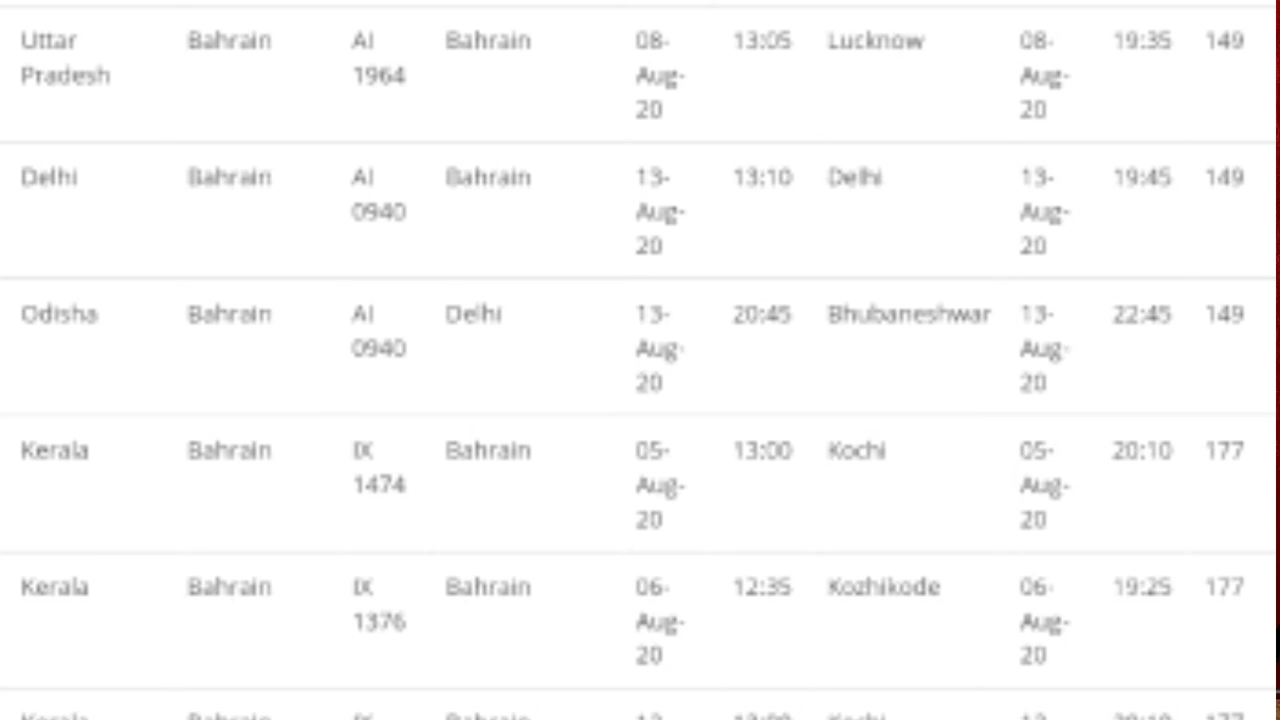 Uttar Bahrain AI Bahrain 08- 13:05 Lucknow 08- 19:35 149
Pradesh 1964 Aug- Aug-
20 20
Delhi Bahrain AI Bahrain 13- 13:10 Delhi 13- 19:45 149
0940 Aug- Aug-
20 20
Odisha Bahrain AI Delhi 13- 20:45 Bhubaneshwar 13- 22:45 149
0940 Aug- Aug-
20 20
Kerala Bahrain IX Bahrain 05- 13:00 Kochi 05- 20:10 177
1474 Aug- Aug-
20 20
Kerala Bahrain IX Bahrain 06- 12:35 Kozhikode 06- 19:25 177
1376 Aug- Aug-
20 20